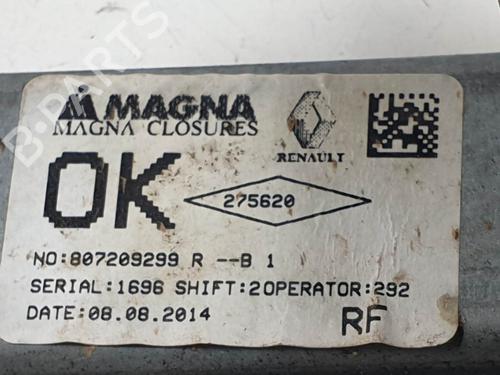 MAGNA
MAGNA CLOSURES
RENAULT
OK
275620
NO:807209299 R --B 1
SERIAL:1696 SHIFT:2OPERATOR:292
DATE:08.08.2014
RF
B-PARTS